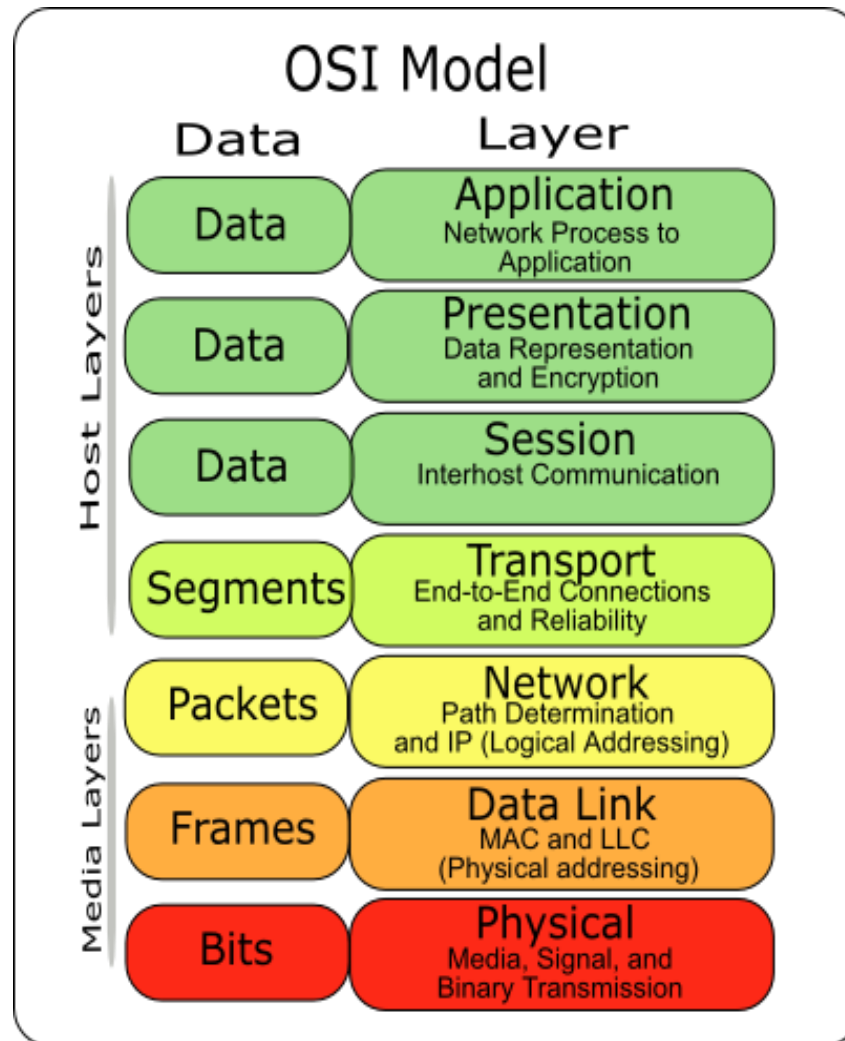 OSI Model
Data
Layer
Host Layers
Data
Application
Network Process to
Application
Data
Presentation
Data Representation
and Encryption
Data
Session
Interhost Communication
Segments
Transport
End-to-End Connections
and Reliability
Media Layers
Packets
Network
Path Determination
and IP (Logical Addressing)
Frames
Data Link
MAC and LLC
(Physical addressing)
Bits
Physical
Media, Signal, and
Binary Transmission